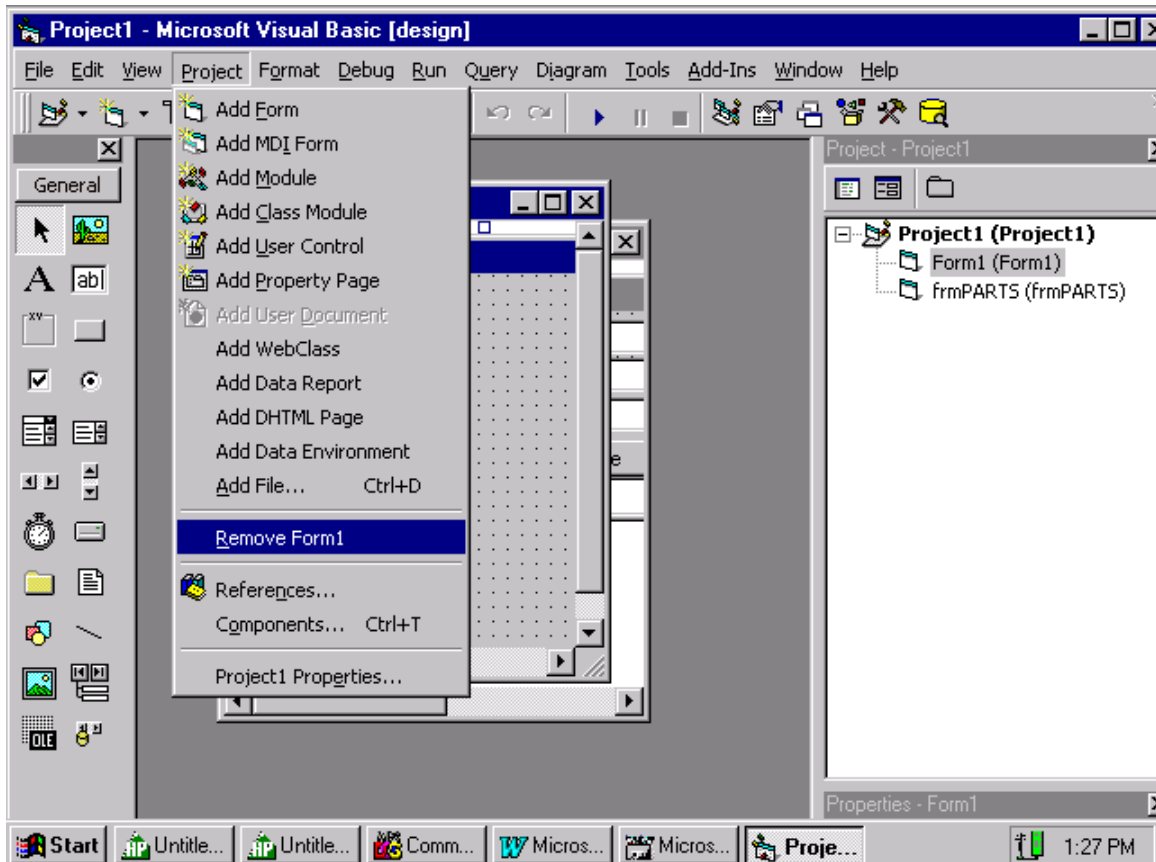 Project1 - Microsoft Visual Basic [design]
File Edit View Project Format Debug Run Query Diagram Tools Add-Ins Window Help
General
A
ab
xv
OLE
Add Form
Add MDI Form
Add Module
Add Class Module
Add User Control
Add Property Page
Add User Document
Add WebClass
Add Data Report
Add DHTML Page
Add Data Environment
Add File... Ctrl+D
Remove Form1
References...
Components... Ctrl+T
Project1 Properties...
e
Project - Project1
Project1 (Project1)
Form1 (Form1)
frmPARTS (frmPARTS)
Properties - Form1
Start Untitle... Untitle... Comm... Micros... Micros... Proje... 1:27 PM